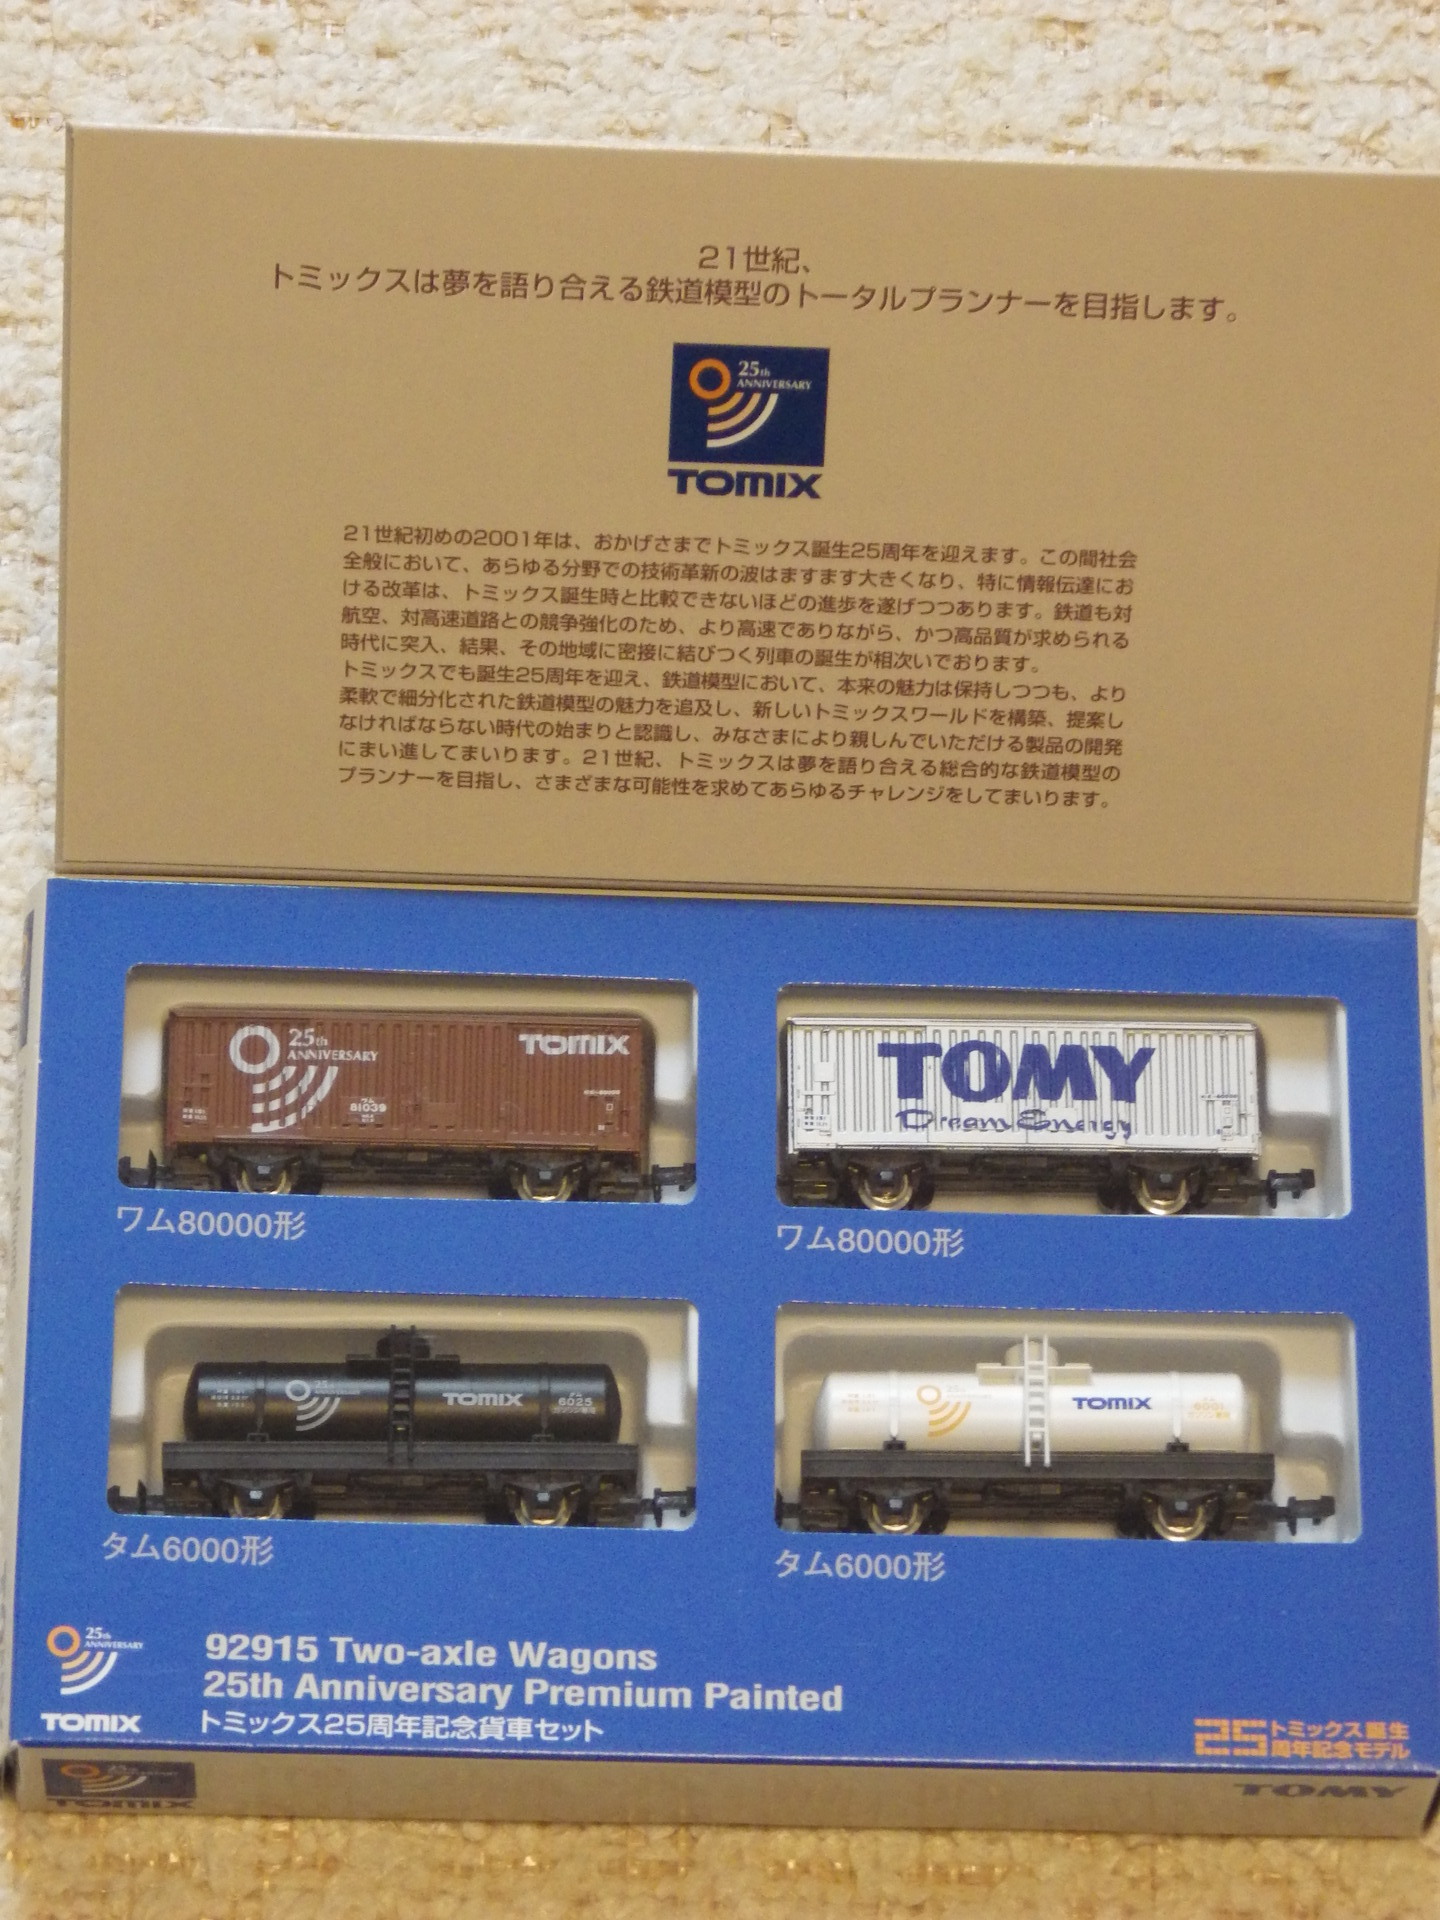 21世紀、
トミックスは夢を語り合える鉄道模型のトータルプランナーを目指します。
25th
ANNIVERSARY
TOMIX
21世紀初めの2001年は、おかげさまでトミックス誕生25周年を迎えます。この間社会
全般において、あらゆる分野での技術革新の波はますます大きくなり、特に情報伝達にお
ける改革は、トミックス誕生時と比較できないほどの進歩を遂げつつあります。鉄道も対
航空、対高速道路との競争強化のため、より高速でありながら、かつ高品質が求められる
時代に突入、結果、その地域に密接に結びつく列車の誕生が相次いでおります。
トミックスでも誕生25周年を迎え、鉄道模型において、本来の魅力は保持しつつも、より
柔軟で細分化された鉄道模型の魅力を追及し、新しいトミックスワールドを構築、提案し
なければならない時代の始まりと認識し、みなさまにより親しんでいただける製品の開発
にまい進してまいります。21世紀、トミックスは夢を語り合える総合的な鉄道模型の
プランナーを目指し、さまざまな可能性を求めてあらゆるチャレンジをしてまいります。
25th
ANNIVERSARY
TOMIX
ワム
81039
TOMY
Dream Energy
ワム80000形
ワム80000形
25th
ANNIVERSARY
TOMIX
タム
6025
ガソリン専用
25th
TOMIX
タム
6001
ガソリン専用
タム6000形
タム6000形
25th
ANNIVERSARY
TOMIX
92915 Two-axle Wagons
25th Anniversary Premium Painted
トミックス25周年記念貨車セット
25 トミックス誕生
周年記念モデル
TOMIX
TOMY